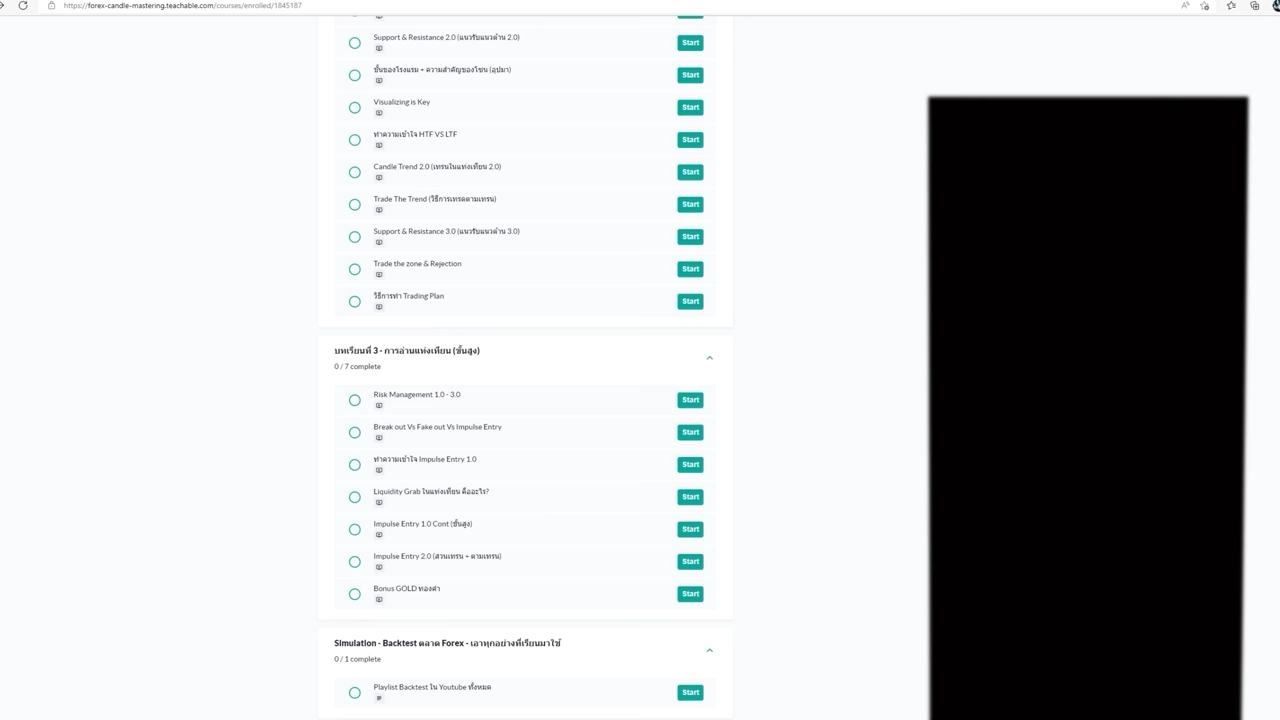 https://forex-candle-mastering.teachable.com/courses/enrolled/1845187
Support & Resistance 2.0 (แนวรับแนวต้าน 2.0)
Start
ชั้นของโรงแรม + ความสำคัญของโซน (อุปมา)
Start
Visualizing is Key
Start
ทำความเข้าใจ HTF VS LTF
Start
Candle Trend 2.0 (เทรนในแท่งเทียน 2.0)
Start
Trade The Trend (วิธีการเทรดตามเทรน)
Start
Support & Resistance 3.0 (แนวรับแนวต้าน 3.0)
Start
Trade the zone & Rejection
Start
วิธีการทำ Trading Plan
Start
บทเรียนที่ 3 - การอ่านแท่งเทียน (ขั้นสูง)
0 / 7 complete
Risk Management 1.0 - 3.0
Start
Break out Vs Fake out Vs Impulse Entry
Start
ทำความเข้าใจ Impulse Entry 1.0
Start
Liquidity Grab ในแท่งเทียน คืออะไร?
Start
Impulse Entry 1.0 Cont (ขั้นสูง)
Start
Impulse Entry 2.0 (สวนเทรน + ตามเทรน)
Start
Bonus GOLD ทองคำ
Start
Simulation - Backtest ตลาด Forex - เอาทุกอย่างที่เรียนมาใช้
0 / 1 complete
Playlist Backtest ใน Youtube ทั้งหมด
Start